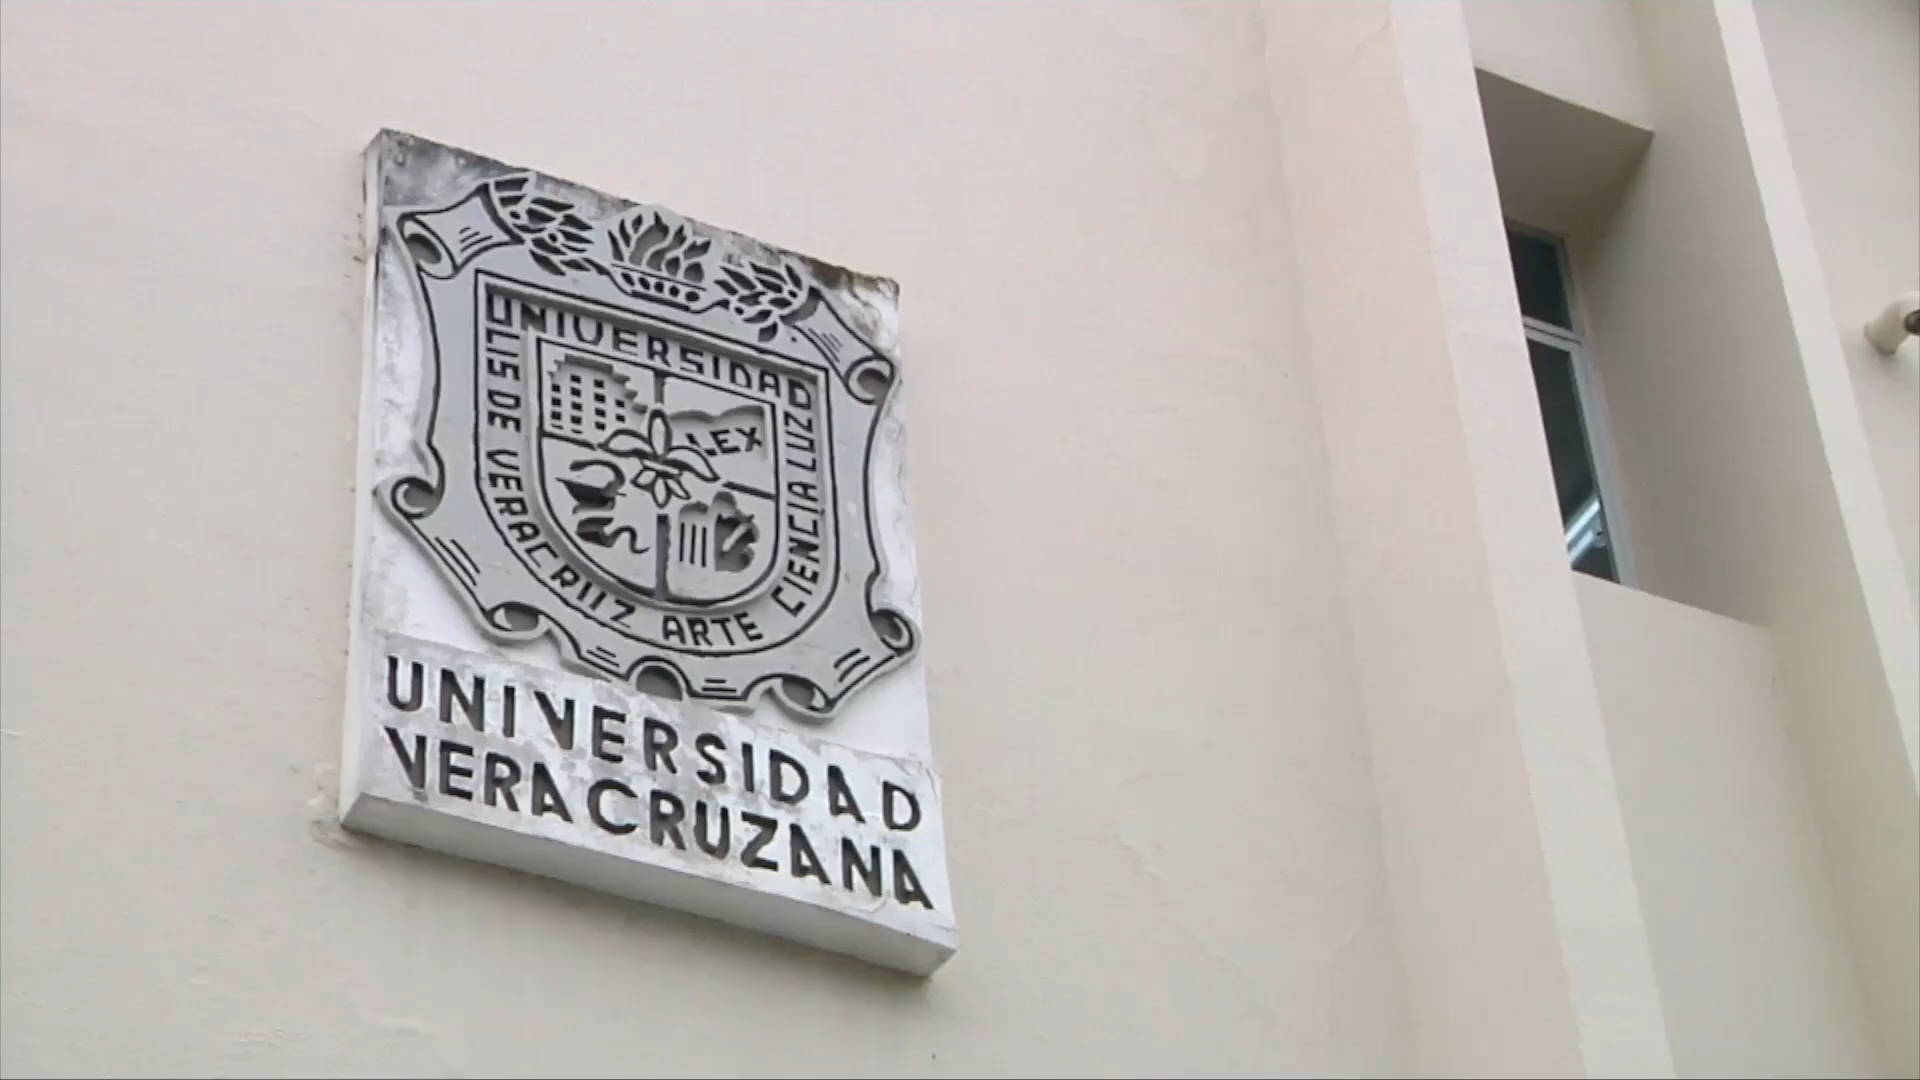 UNIVERSIDAD
LIS DE VERACRUZ ARTE CIENCIA LUZ
LEX
UNIVERSIDAD
VERACRUZANA